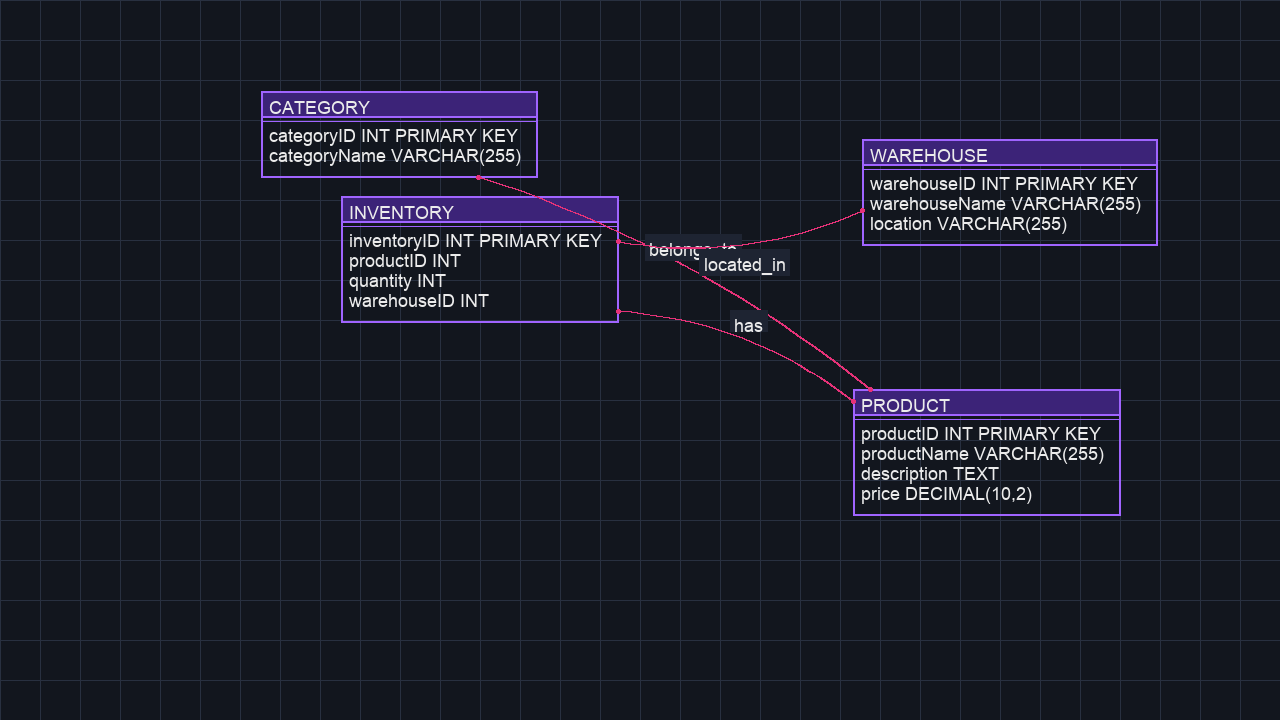 CATEGORY
categoryID INT PRIMARY KEY
categoryName VARCHAR(255)
WAREHOUSE
warehouseID INT PRIMARY KEY
warehouseName VARCHAR(255)
location VARCHAR(255)
INVENTORY
inventoryID INT PRIMARY KEY
productID INT
quantity INT
warehouseID INT
belongs_to
located_in
has
PRODUCT
productID INT PRIMARY KEY
productName VARCHAR(255)
description TEXT
price DECIMAL(10,2)